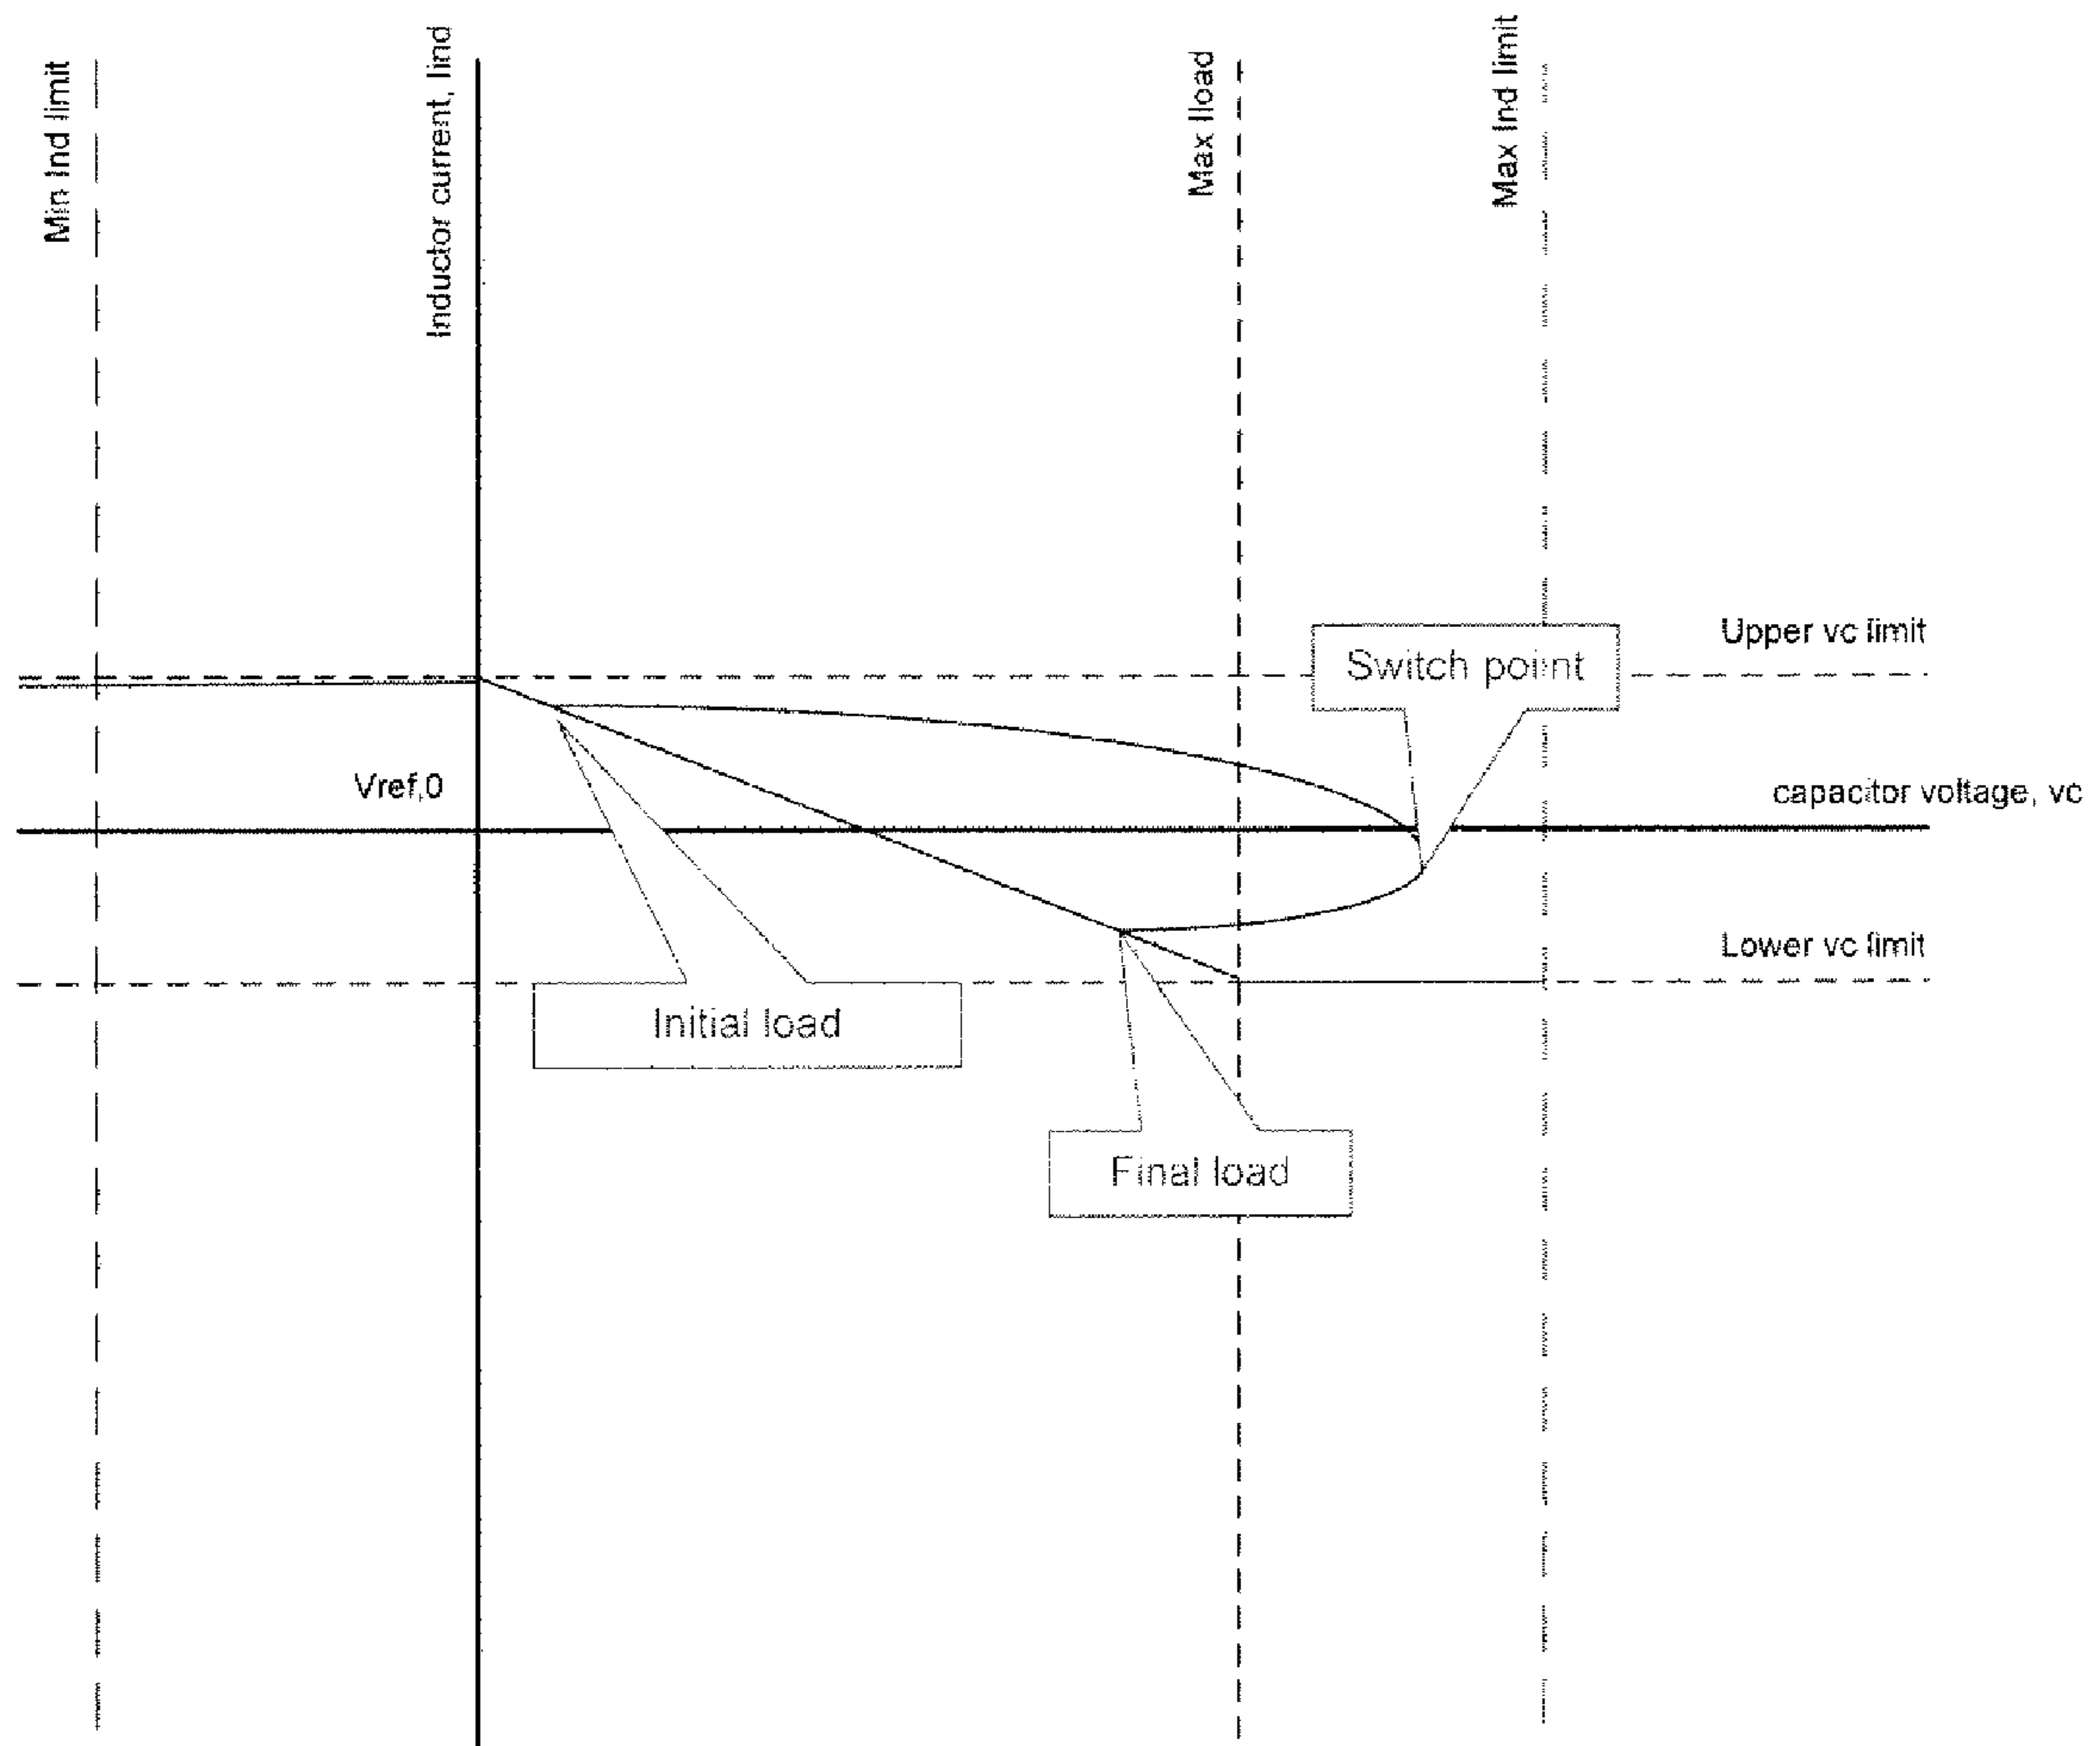 Min Ind limit
Inductor current, Iind
Max Iload
Max Ind limit
Upper vc limit
Switch point
Vref,0
capacitor voltage, vc
Lower vc limit
Initial load
Final load